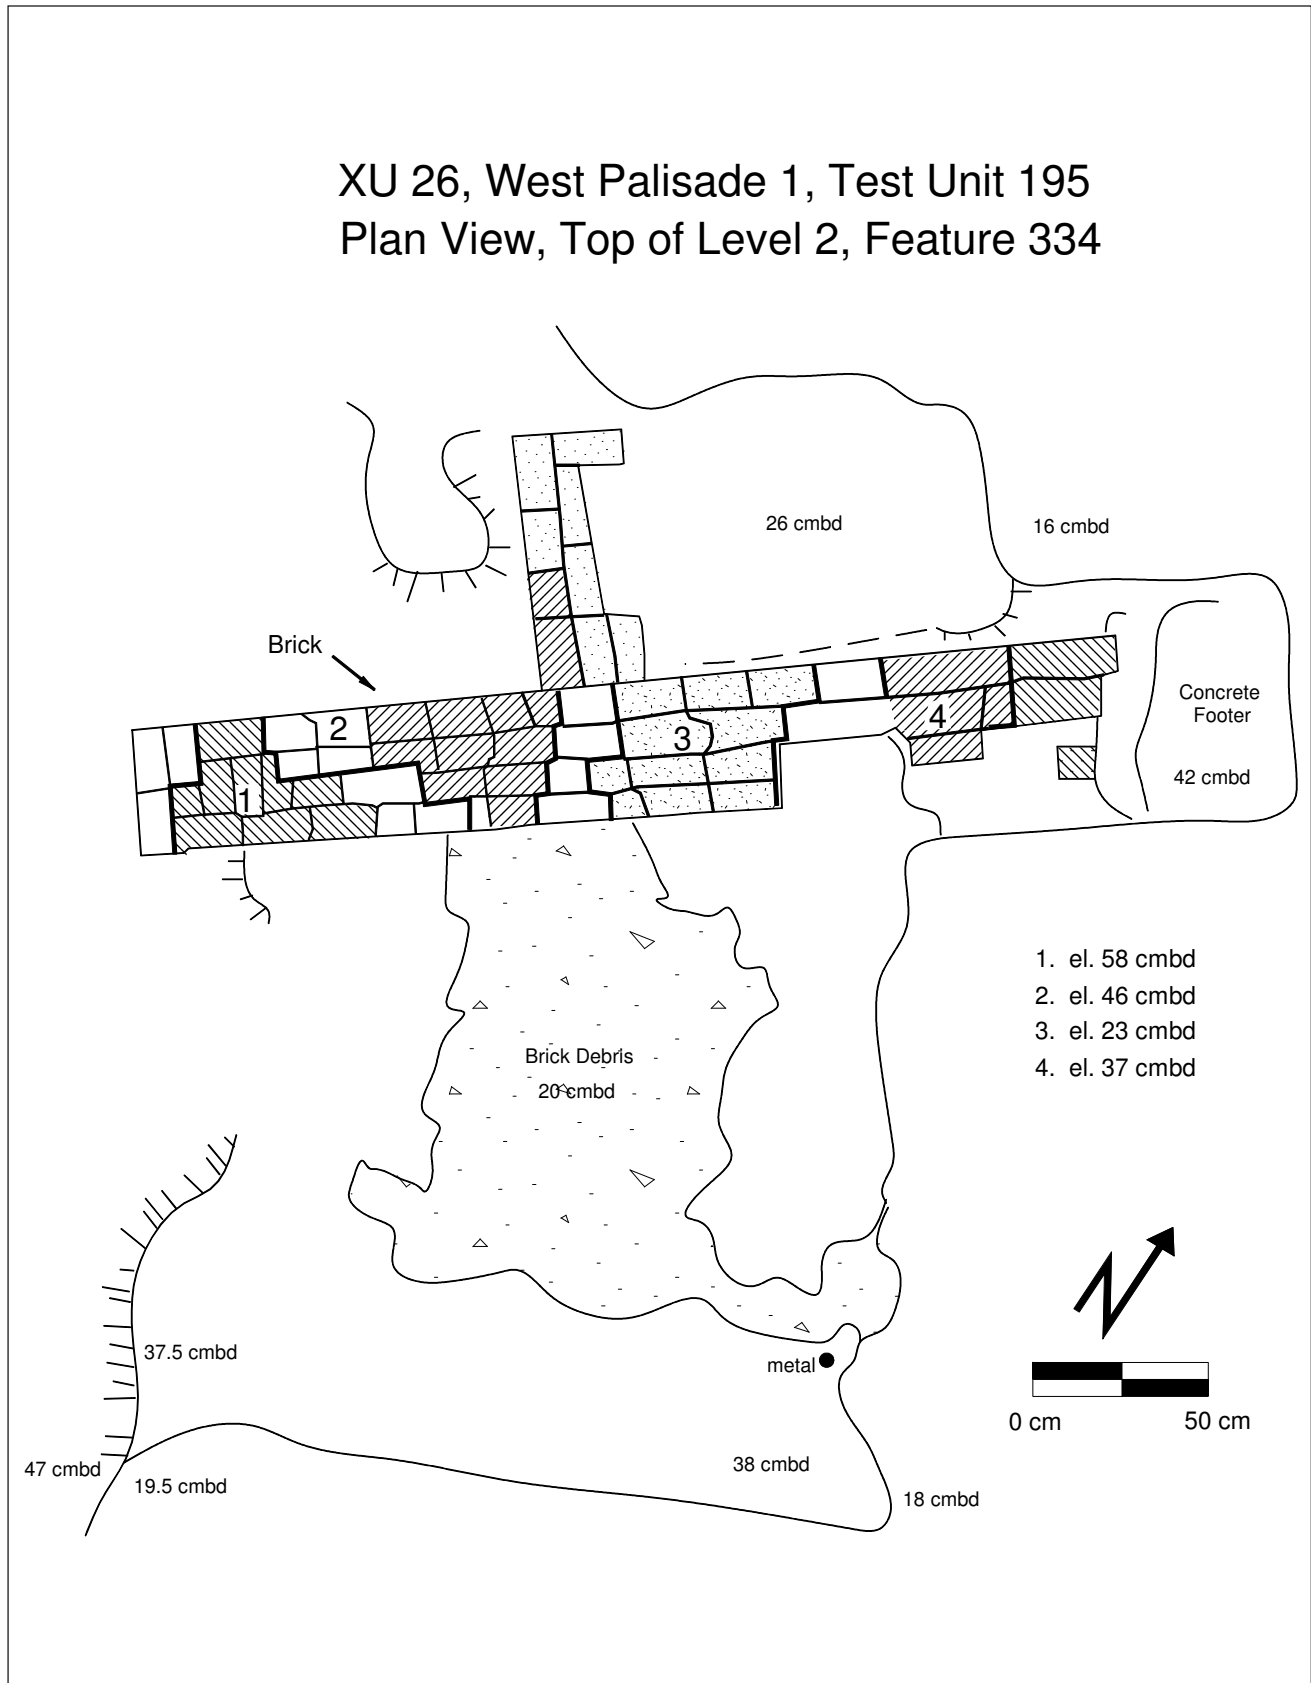 XU 26, West Palisade 1, Test Unit 195
Plan View, Top of Level 2, Feature 334
26 cmbd
16 cmbd
Brick
2
3
4
1
Concrete
Footer
42 cmbd
1. el. 58 cmbd
2. el. 46 cmbd
3. el. 23 cmbd
4. el. 37 cmbd
Brick Debris
20 cmbd
N
37.5 cmbd
metal
0 cm
50 cm
47 cmbd
19.5 cmbd
38 cmbd
18 cmbd